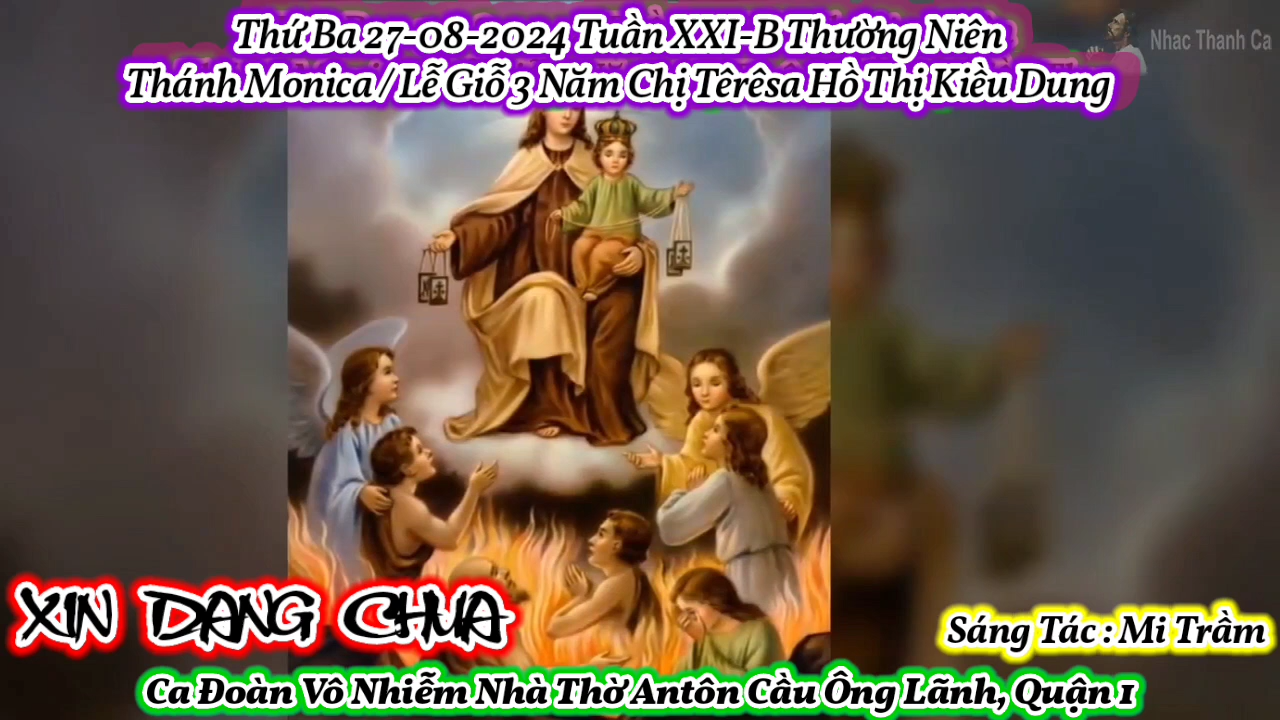 Thứ Ba 27-08-2024 Tuần XXI-B Thường Niên
Nhac Thanh Ca
Thánh Monica / Lễ Giỗ 3 Năm Chị Têrêsa Hồ Thị Kiều Dung
XIN DANG CHUA
Sáng Tác : Mi Trầm
Ca Đoàn Vô Nhiễm Nhà Thờ Antôn Cầu Ông Lãnh, Quận 1